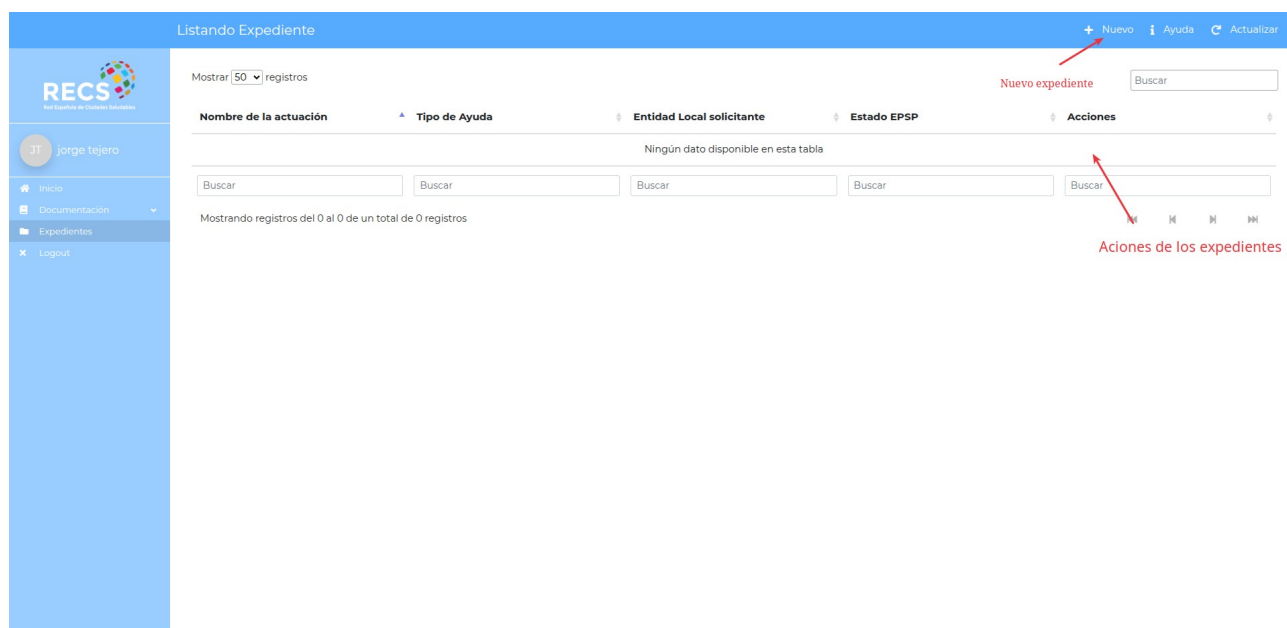 Listando Expediente
Nuevo Ayuda Actualizar
RECS
Red Española de Ciudades Saludables
JT jorge tejero
Inicio
Documentación
Expedientes
Logout
Mostrar 50 registros
Nuevo expediente
Buscar
Nombre de la actuación Tipo de Ayuda Entidad Local solicitante Estado EPSP Acciones
Ningún dato disponible en esta tabla
Buscar Buscar Buscar Buscar Buscar
Mostrando registros del 0 al 0 de un total de 0 registros
Aciones de los expedientes